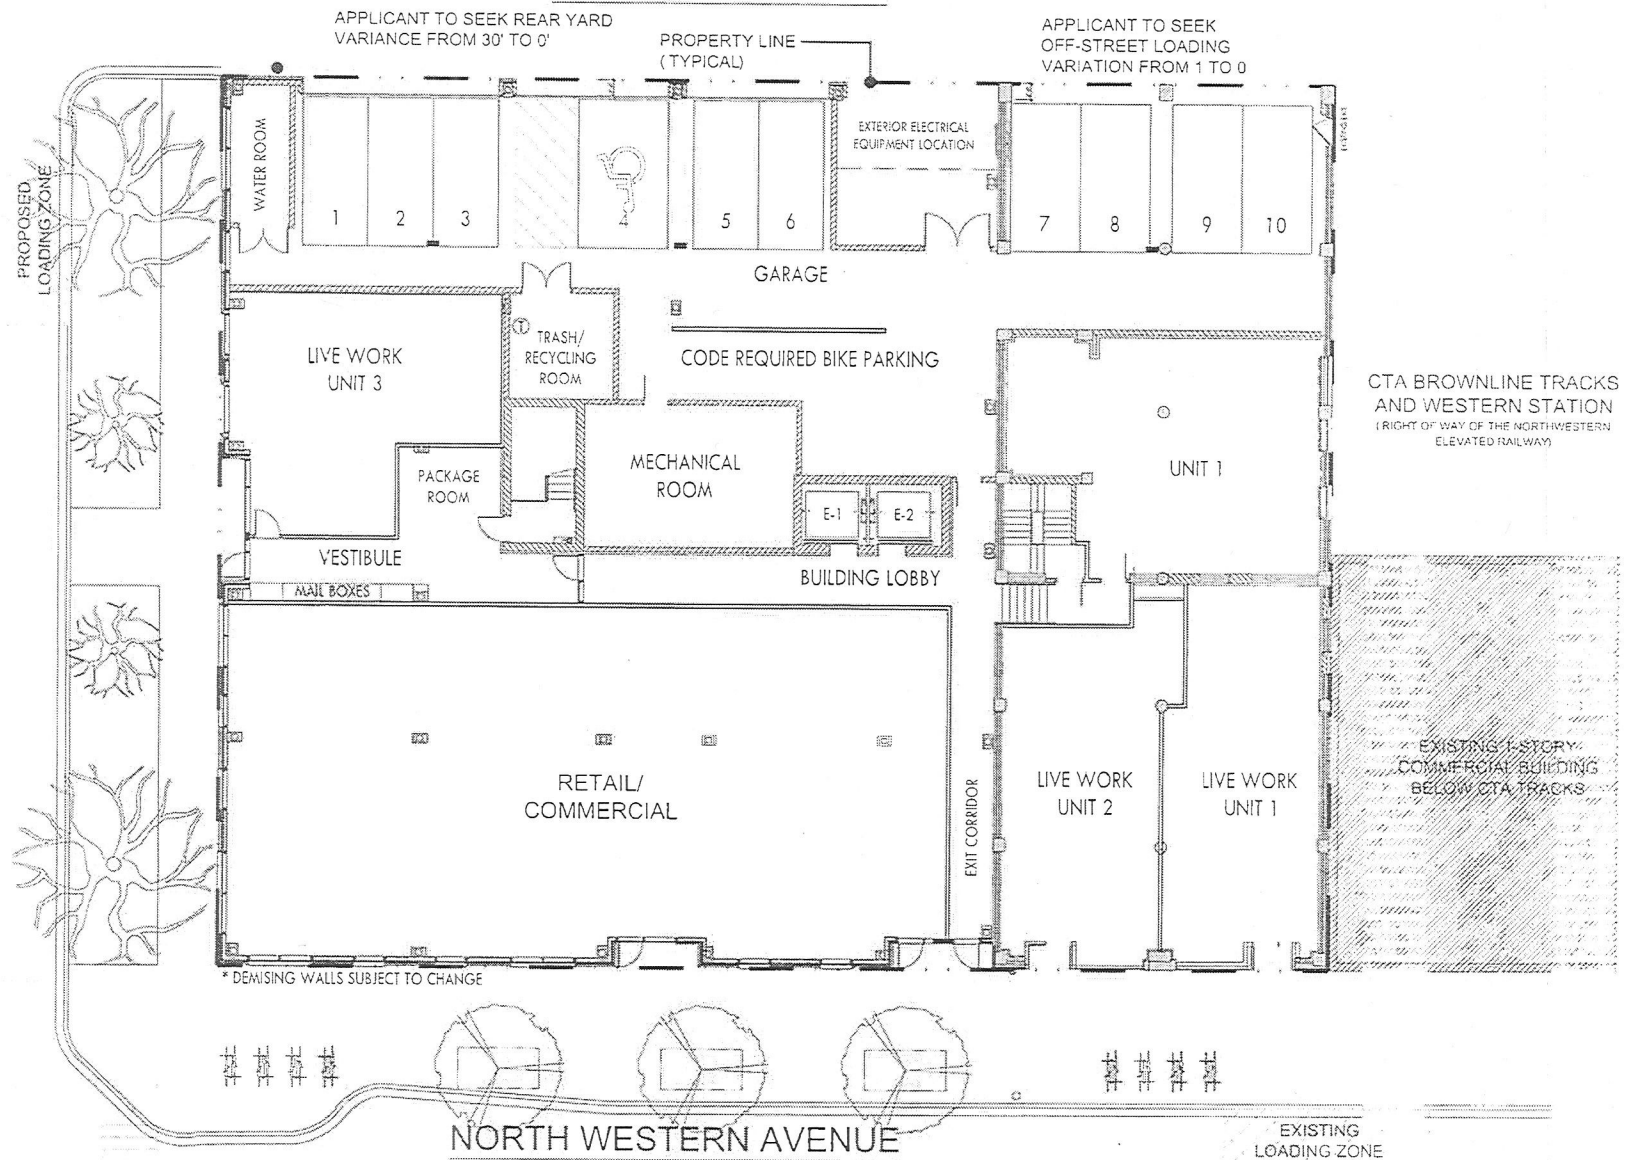 APPLICANT TO SEEK REAR YARD
VARIANCE FROM 30' TO 0'
PROPERTY LINE
(TYPICAL)
APPLICANT TO SEEK
OFF-STREET LOADING
VARIATION FROM 1 TO 0
PROPOSED
LOADING ZONE
WATER ROOM
1
2
3
4
5
6
EXTERIOR ELECTRICAL
EQUIPMENT LOCATION
7
8
9
10
GARAGE
LIVE WORK
UNIT 3
T
TRASH/
RECYCLING
ROOM
CODE REQUIRED BIKE PARKING
CTA BROWNLINE TRACKS
AND WESTERN STATION
(RIGHT OF WAY OF THE NORTHWESTERN
ELEVATED RAILWAY)
PACKAGE
ROOM
MECHANICAL
ROOM
UNIT 1
E-1
E-2
VESTIBULE
BUILDING LOBBY
MAIL BOXES
RETAIL/
COMMERCIAL
EXIT CORRIDOR
LIVE WORK
UNIT 2
LIVE WORK
UNIT 1
EXISTING 1-STORY
COMMERCIAL BUILDING
BELOW CTA TRACKS
* DEMISING WALLS SUBJECT TO CHANGE
NORTH WESTERN AVENUE
EXISTING
LOADING ZONE